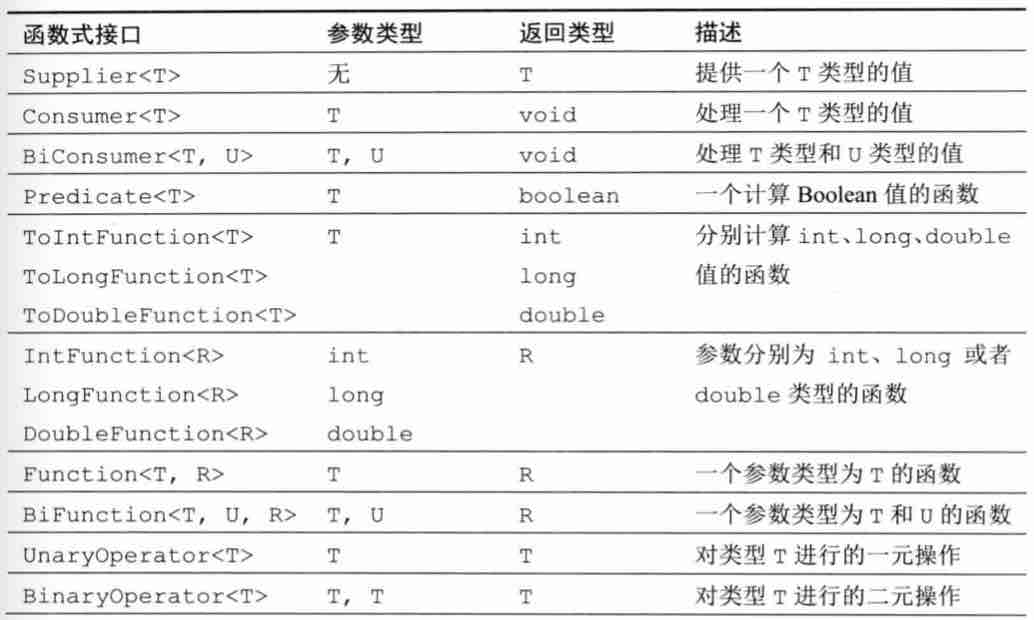 函数式接口 参数类型 返回类型 描述
Supplier<T> 无 T 提供一个 T 类型的值
Consumer<T> T void 处理一个 T 类型的值
BiConsumer<T, U> T, U void 处理 T 类型和 U 类型的值
Predicate<T> T boolean 一个计算 Boolean 值的函数
ToIntFunction<T> T int 分别计算 int、long、double
ToLongFunction<T> long 值的函数
ToDoubleFunction<T> double
IntFunction<R> int R 参数分别为 int、long 或者
LongFunction<R> long double 类型的函数
DoubleFunction<R> double
Function<T, R> T R 一个参数类型为 T 的函数
BiFunction<T, U, R> T, U R 一个参数类型为 T 和 U 的函数
UnaryOperator<T> T T 对类型 T 进行的一元操作
BinaryOperator<T> T, T T 对类型 T 进行的二元操作